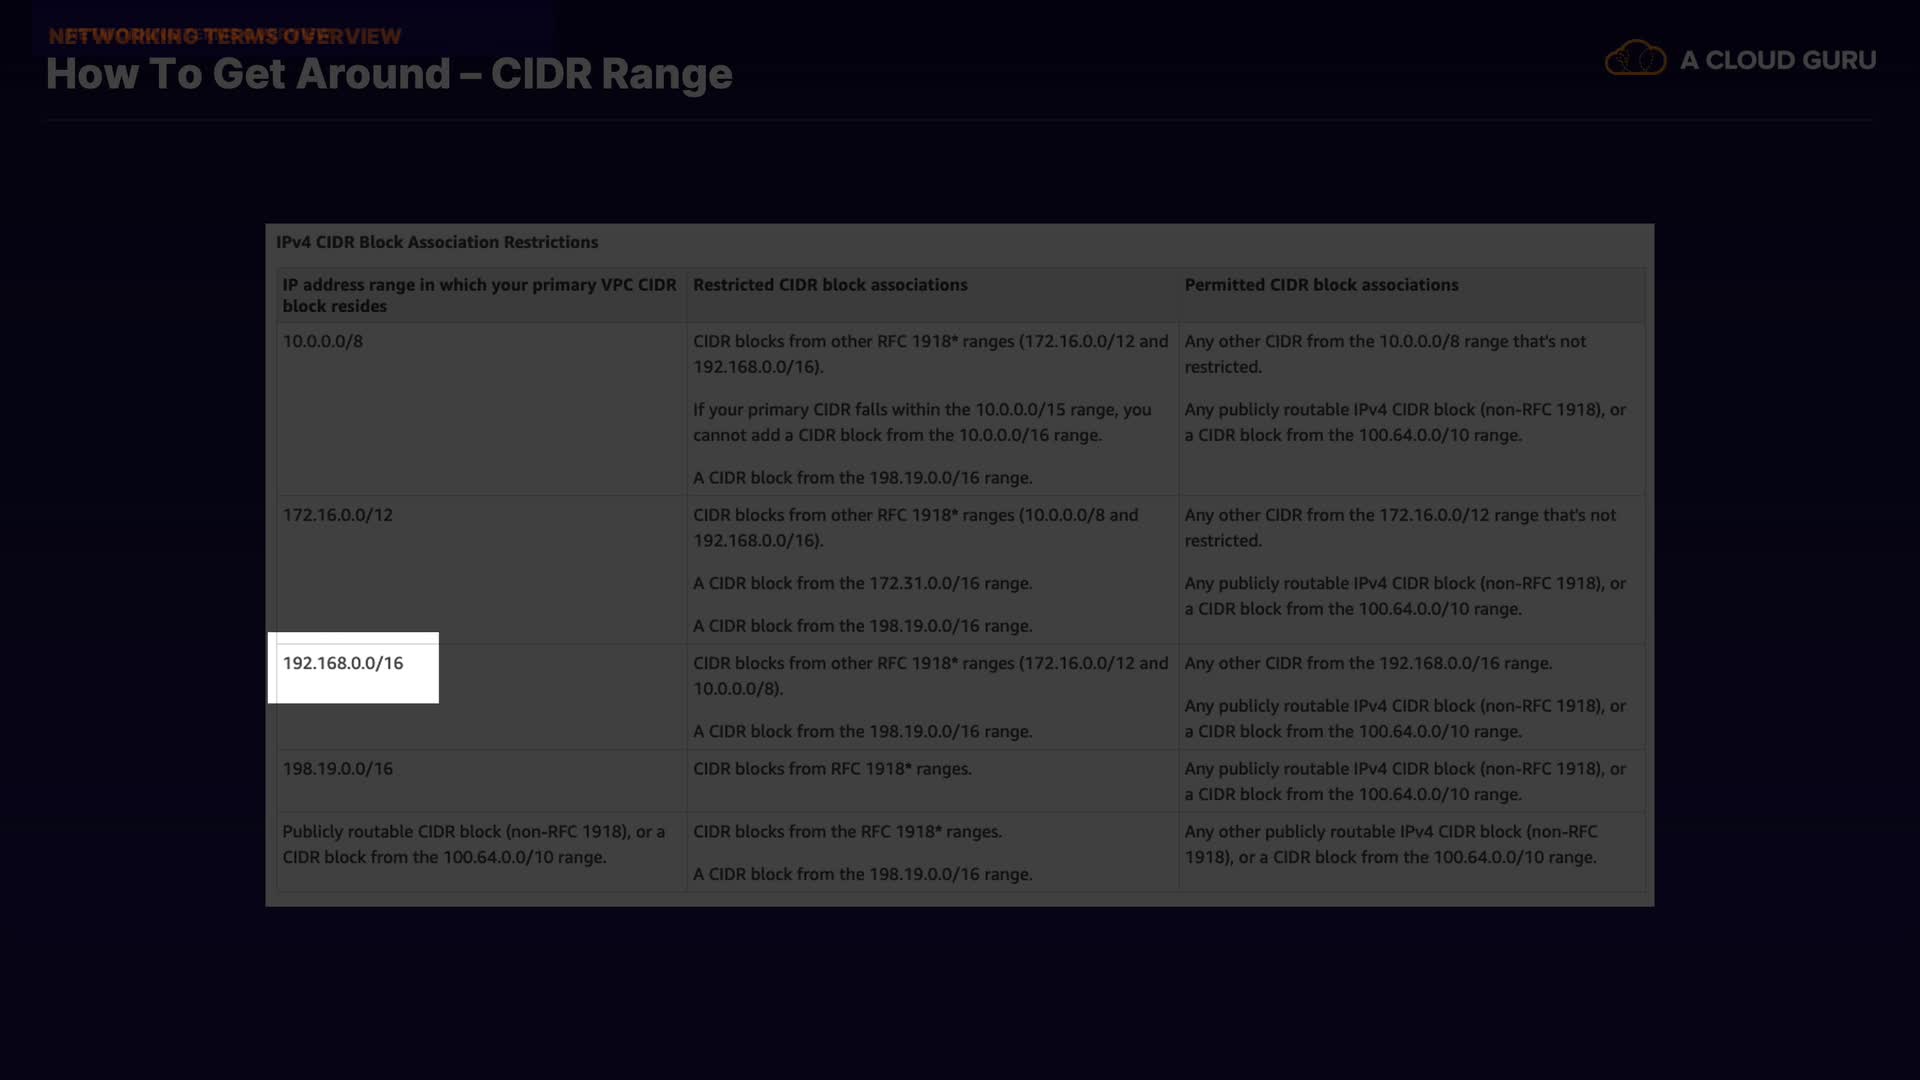 NETWORKING TERMS OVERVIEW
How To Get Around – CIDR Range
A CLOUD GURU
IPv4 CIDR Block Association Restrictions
IP address range in which your primary VPC CIDR
block resides
Restricted CIDR block associations
Permitted CIDR block associations
10.0.0.0/8
CIDR blocks from other RFC 1918* ranges (172.16.0.0/12 and
192.168.0.0/16).
If your primary CIDR falls within the 10.0.0.0/15 range, you
cannot add a CIDR block from the 10.0.0.0/16 range.
A CIDR block from the 198.19.0.0/16 range.
Any other CIDR from the 10.0.0.0/8 range that's not
restricted.
Any publicly routable IPv4 CIDR block (non-RFC 1918), or
a CIDR block from the 100.64.0.0/10 range.
172.16.0.0/12
CIDR blocks from other RFC 1918* ranges (10.0.0.0/8 and
192.168.0.0/16).
A CIDR block from the 172.31.0.0/16 range.
A CIDR block from the 198.19.0.0/16 range.
Any other CIDR from the 172.16.0.0/12 range that's not
restricted.
Any publicly routable IPv4 CIDR block (non-RFC 1918), or
a CIDR block from the 100.64.0.0/10 range.
192.168.0.0/16
CIDR blocks from other RFC 1918* ranges (172.16.0.0/12 and
10.0.0.0/8).
A CIDR block from the 198.19.0.0/16 range.
Any other CIDR from the 192.168.0.0/16 range.
Any publicly routable IPv4 CIDR block (non-RFC 1918), or
a CIDR block from the 100.64.0.0/10 range.
198.19.0.0/16
CIDR blocks from RFC 1918* ranges.
Any publicly routable IPv4 CIDR block (non-RFC 1918), or
a CIDR block from the 100.64.0.0/10 range.
Publicly routable CIDR block (non-RFC 1918), or a
CIDR block from the 100.64.0.0/10 range.
CIDR blocks from the RFC 1918* ranges.
A CIDR block from the 198.19.0.0/16 range.
Any other publicly routable IPv4 CIDR block (non-RFC
1918), or a CIDR block from the 100.64.0.0/10 range.